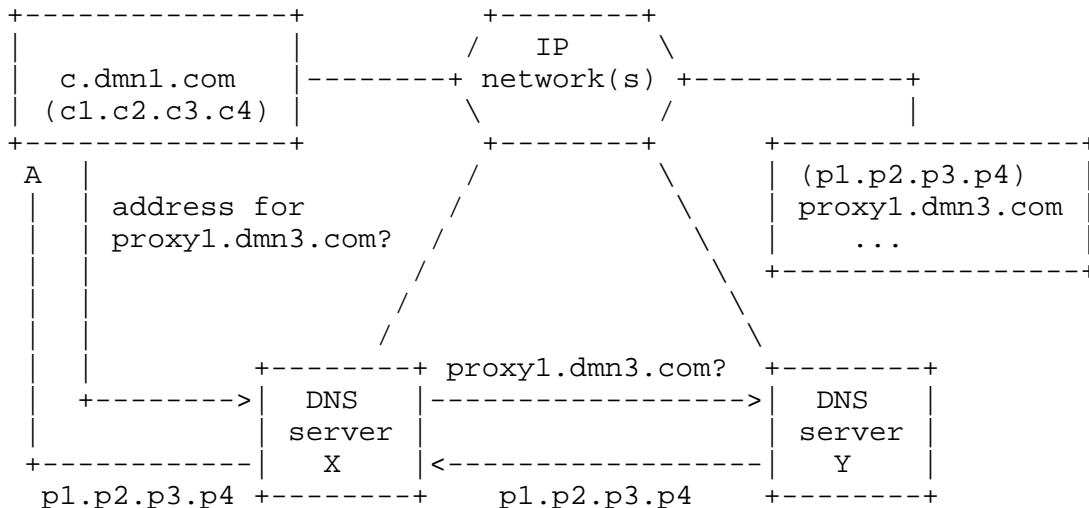 IP
c.dmn1.com
network(s)
(c1.c2.c3.c4)
A
(p1.p2.p3.p4)
address for
proxy1.dmn3.com
proxy1.dmn3.com?
...
proxy1.dmn3.com?
DNS
DNS
server
server
X
Y
p1.p2.p3.p4
p1.p2.p3.p4